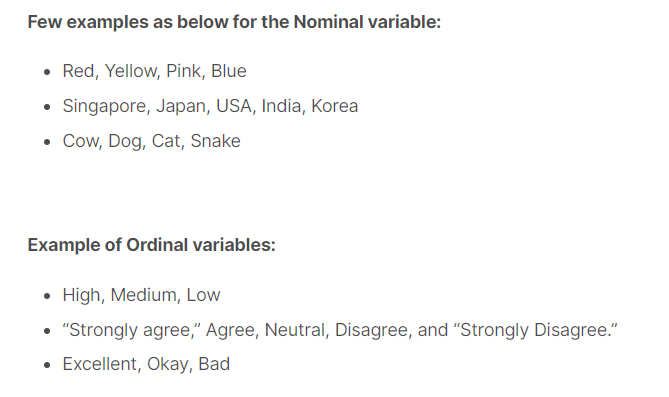 Few examples as below for the Nominal variable:
• Red, Yellow, Pink, Blue
• Singapore, Japan, USA, India, Korea
• Cow, Dog, Cat, Snake
Example of Ordinal variables:
• High, Medium, Low
• “Strongly agree,” Agree, Neutral, Disagree, and “Strongly Disagree.”
• Excellent, Okay, Bad